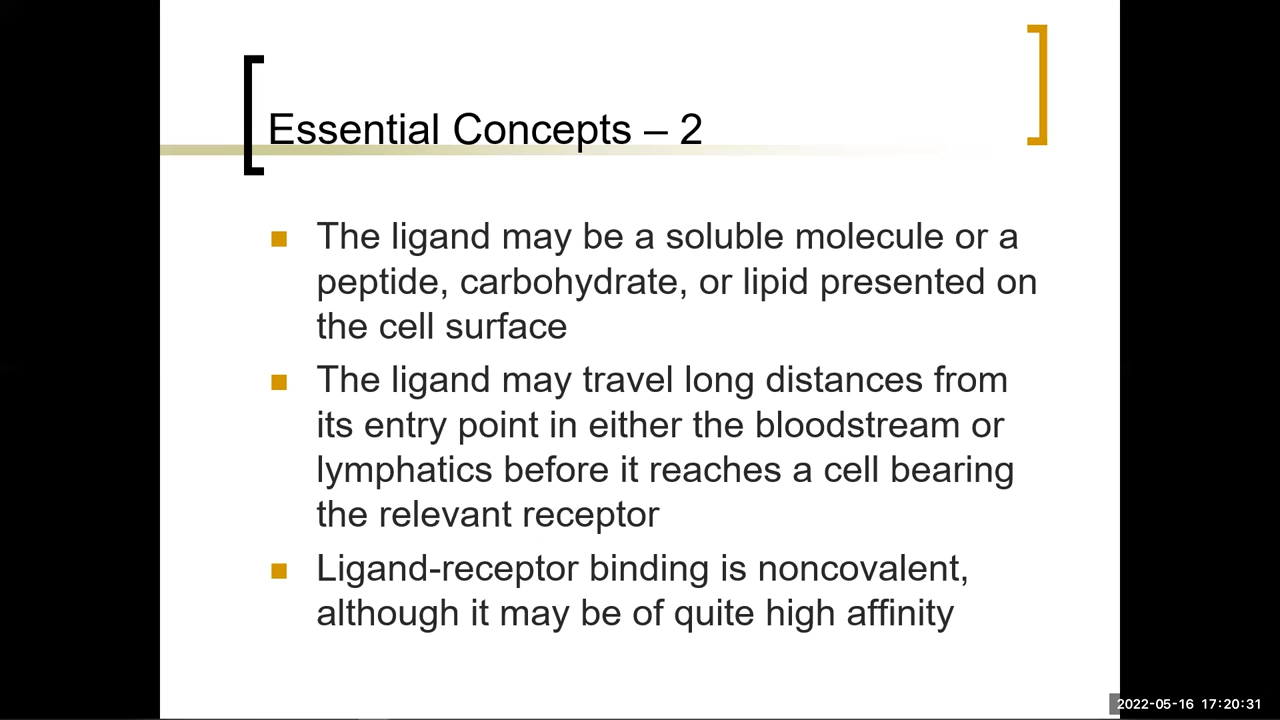 Essential Concepts – 2
The ligand may be a soluble molecule or a
peptide, carbohydrate, or lipid presented on
the cell surface
The ligand may travel long distances from
its entry point in either the bloodstream or
lymphatics before it reaches a cell bearing
the relevant receptor
Ligand-receptor binding is noncovalent,
although it may be of quite high affinity
2022-05-16 17:20:31